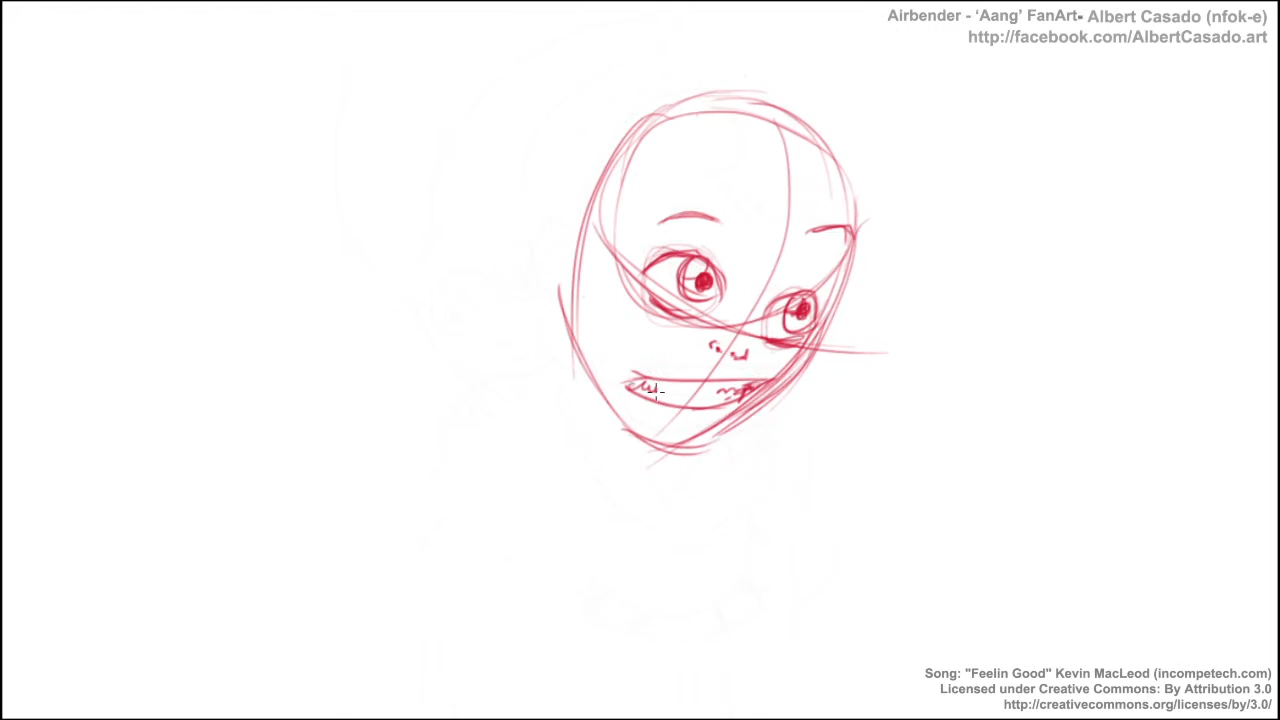 Airbender - ‘Aang’ FanArt- Albert Casado (nfok-e)
http://facebook.com/AlbertCasado.art
Song: "Feelin Good" Kevin MacLeod (incompetech.com)
Licensed under Creative Commons: By Attribution 3.0
http://creativecommons.org/licenses/by/3.0/